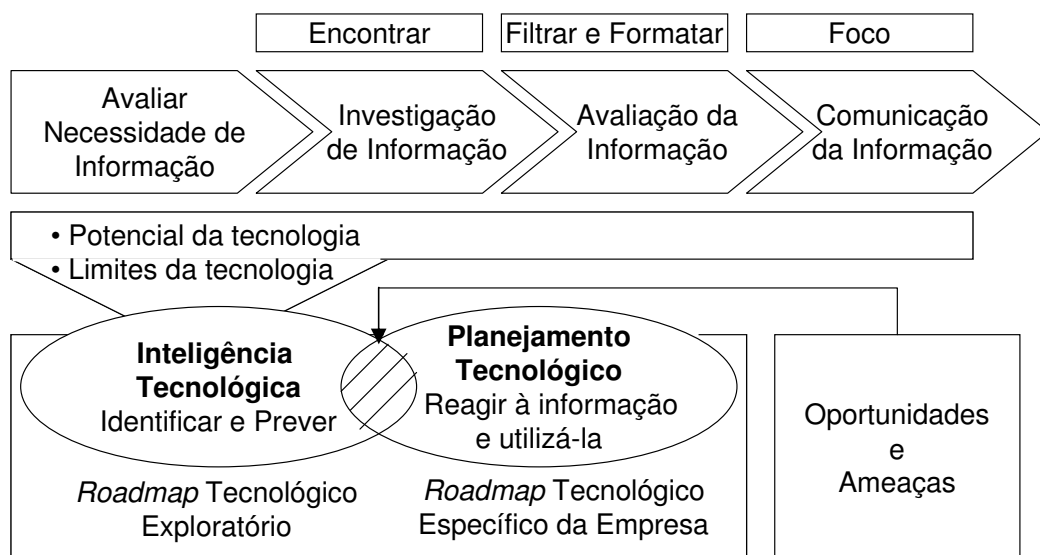 Encontrar
Filtrar e Formatar
Foco
Avaliar
Necessidade de
Informação
Investigação
de Informação
Avaliação da
Informação
Comunicação
da Informação
• Potencial da tecnologia
• Limites da tecnologia
Inteligência
Tecnológica
Identificar e Prever
Planejamento
Tecnológico
Reagir à informação
e utilizá-la
Oportunidades
e
Ameaças
Roadmap Tecnológico
Exploratório
Roadmap Tecnológico
Específico da Empresa